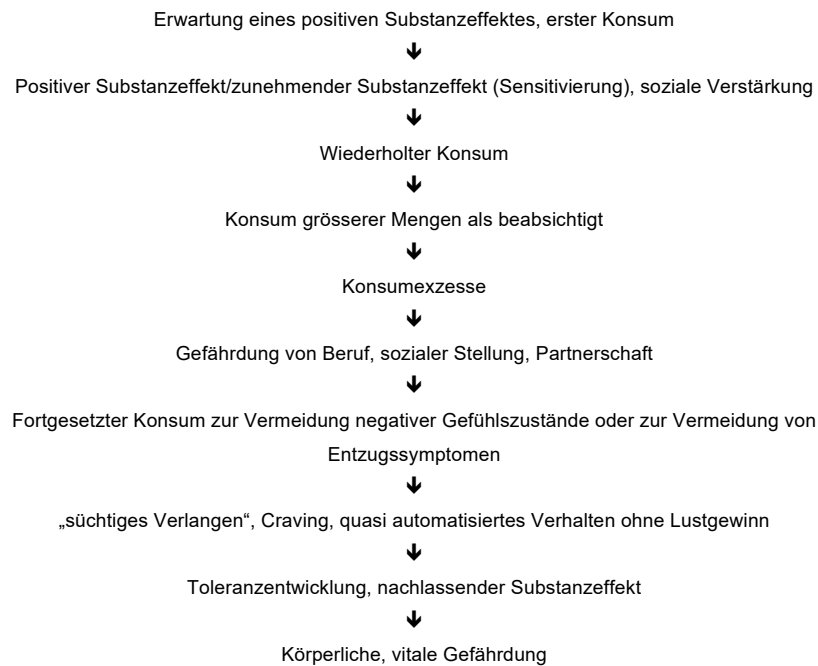 Erwartung eines positiven Substanzeffektes, erster Konsum
Positiver Substanzeffekt/zunehmender Substanzeffekt (Sensitivierung), soziale Verstärkung
Wiederholter Konsum
Konsum grösserer Mengen als beabsichtigt
Konsumexzesse
Gefährdung von Beruf, sozialer Stellung, Partnerschaft
Fortgesetzter Konsum zur Vermeidung negativer Gefühlszustände oder zur Vermeidung von
Entzugssymptomen
„süchtiges Verlangen“, Craving, quasi automatisiertes Verhalten ohne Lustgewinn
Toleranzentwicklung, nachlassender Substanzeffekt
Körperliche, vitale Gefährdung